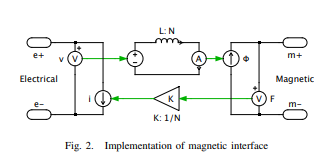 L: N
e+
v
V
+
+
−
A
Φ
m+
Electrical
Magnetic
i
K
+
V
F
e-
m-
K: 1/N
Fig. 2. Implementation of magnetic interface